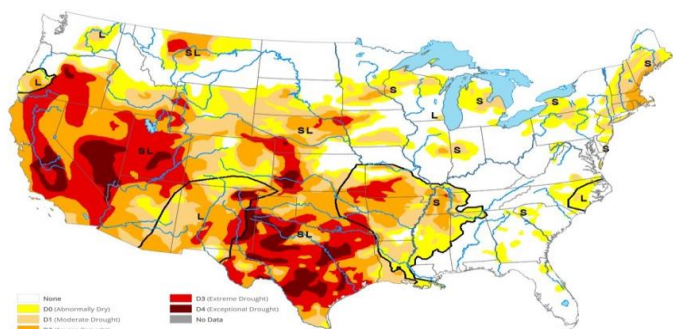 L
SL
S
L
S
S
S
L
SL
S
SL
S
L
S
S
L
SL
None
D0 (Abnormally Dry)
D1 (Moderate Drought)
D3 (Extreme Drought)
D4 (Exceptional Drought)
No Data